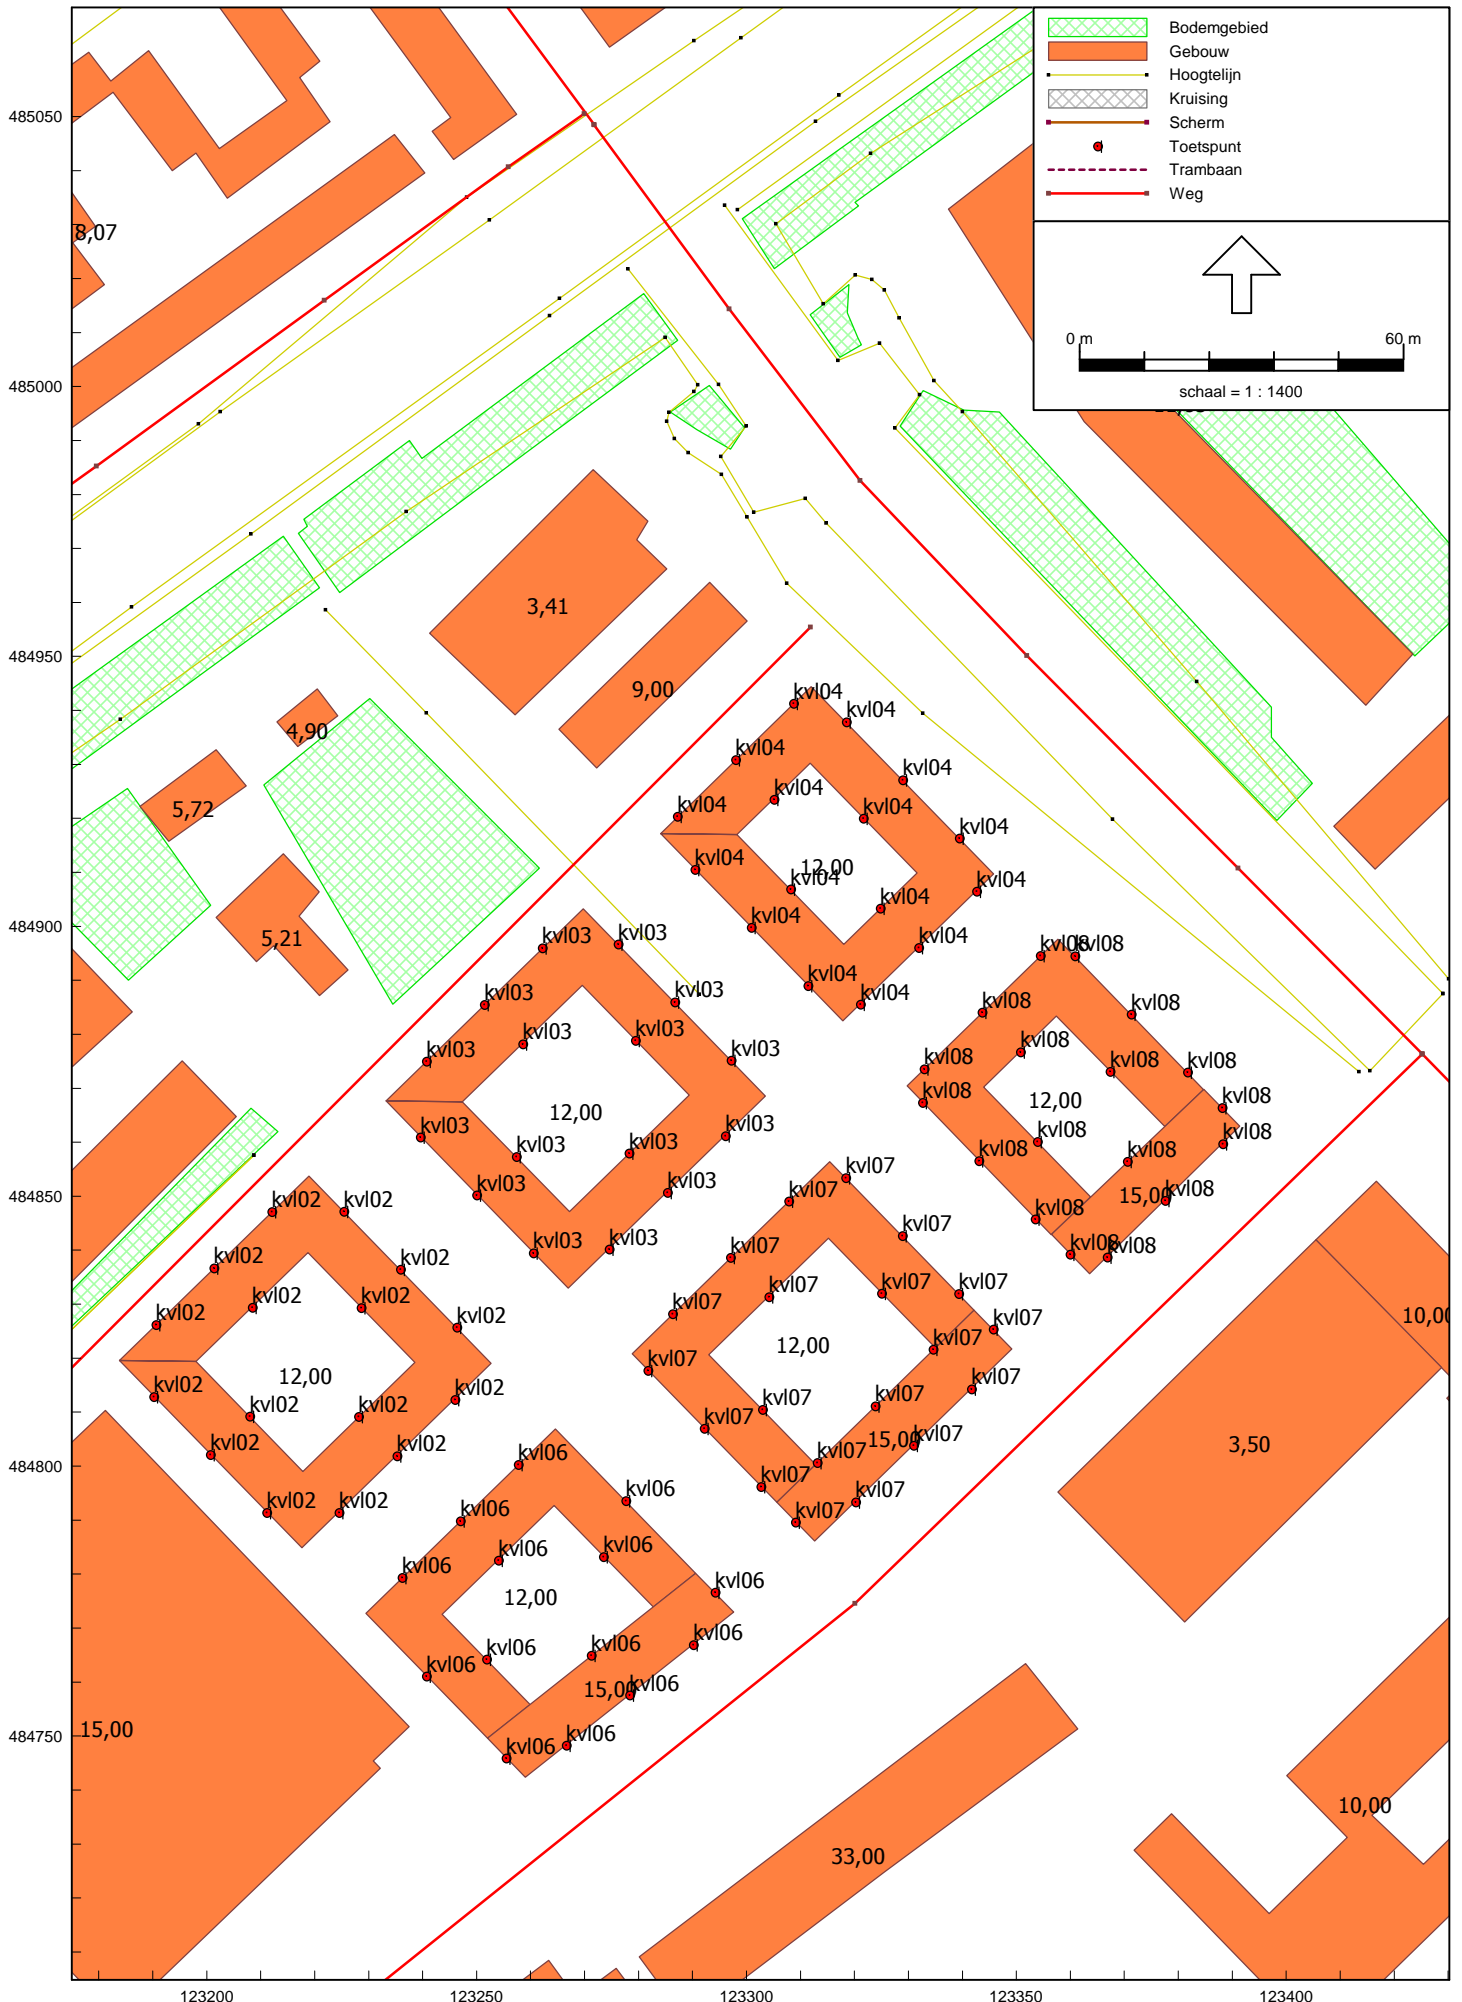 Bodemgebied
Gebouw
Hoogtelijn
Kruising
Scherm
Toetspunt
Trambaan
Weg
0 m
60 m
schaal = 1 : 1400
485050
8,07
485000
3,41
484950
9,00
4,90
kvl04
kvl04
kvl04
kvl04
5,72
kvl04
kvl04
kvl04
kvl04
kvl04
12,00
kvl04
kvl04
kvl04
kvl04
kvl04
kvl04
484900
5,21
kvl03
kvl03
kvl08
kvl08
kvl03
kvl03
kvl08
kvl08
kvl03
kvl03
kvl03
kvl03
kvl08
kvl08
kvl08
kvl08
12,00
12,00
kvl08
kvl08
kvl03
kvl03
kvl03
kvl03
kvl08
kvl08
kvl08
kvl08
484850
kvl03
kvl03
kvl07
15,00
kvl08
kvl02
kvl02
kvl07
kvl08
kvl03
kvl03
kvl07
kvl07
kvl08
kvl08
kvl02
kvl02
kvl02
kvl02
kvl02
kvl02
kvl07
kvl07
kvl07
kvl07
kvl07
10,00
12,00
12,00
kvl07
kvl07
kvl07
kvl02
kvl02
kvl02
kvl02
kvl07
kvl07
kvl07
484800
kvl02
kvl02
kvl06
kvl07
15,00
kvl07
3,50
kvl02
kvl02
kvl06
kvl06
kvl07
kvl07
kvl07
kvl06
kvl06
kvl06
12,00
kvl06
kvl06
kvl06
kvl06
kvl06
15,00
kvl06
484750
15,00
kvl06
kvl06
10,00
33,00
123200
123250
123300
123350
123400